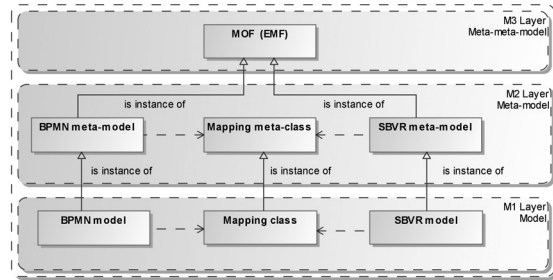 M3 Layer
Meta-meta-model
MOF (EMF)
M2 Layer
Meta-model
is instance of
is instance of
BPMN meta-model
Mapping meta-class
SBVR meta-model
is instance of
is instance of
is instance of
M1 Layer
Model
BPMN model
Mapping class
SBVR model